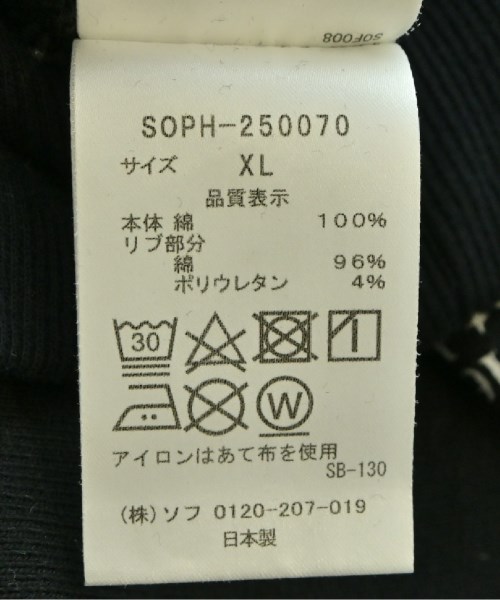 SOF008
SOPH-250070
サイズ XL
品質表示
本体 綿 100%
リブ部分
綿 96%
ポリウレタン 4%
30
W
アイロンはあて布を使用
SB-130
(株)ソフ 0120-207-019
日本製